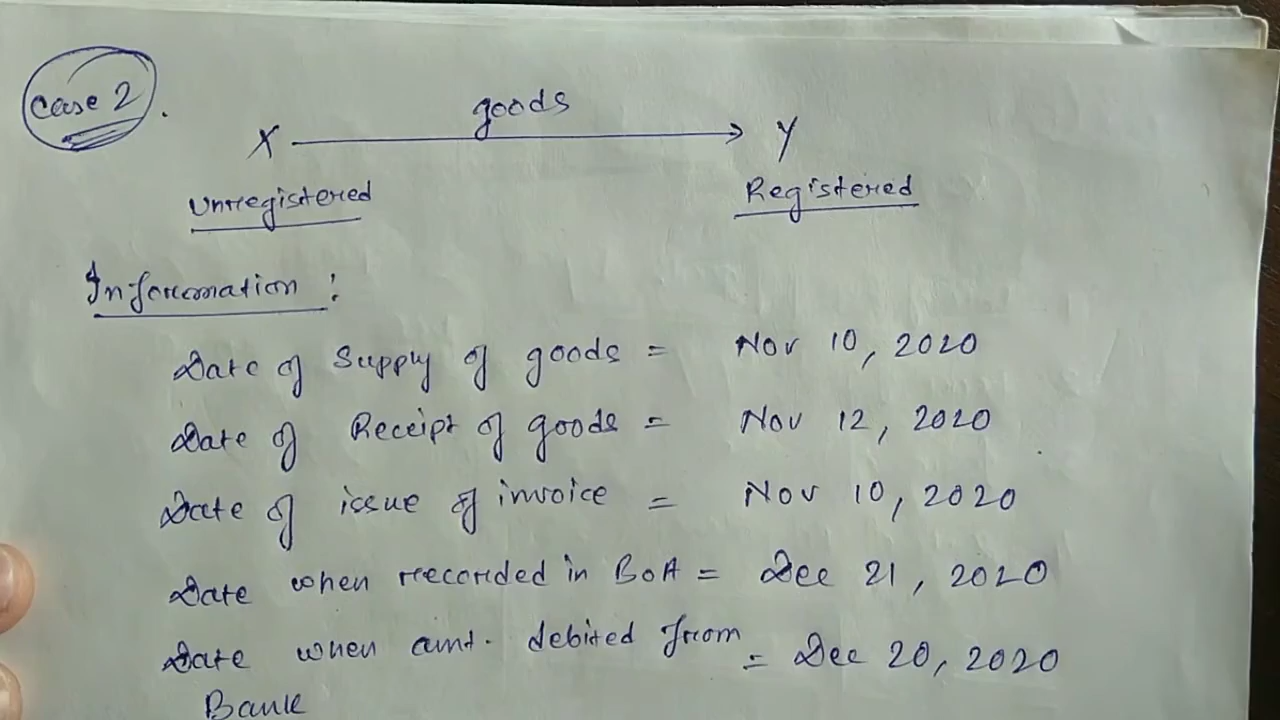 Case 2.
goods
X → Y
Unregistered Registered
Information :
Date of Supply of goods = Nov 10, 2020
Date of Receipt of goods = Nov 12, 2020
Date of issue of invoice = Nov 10, 2020
Date when recorded in BoA = Dec 21, 2020
Date when amt. debited from = Dec 20, 2020
Bank